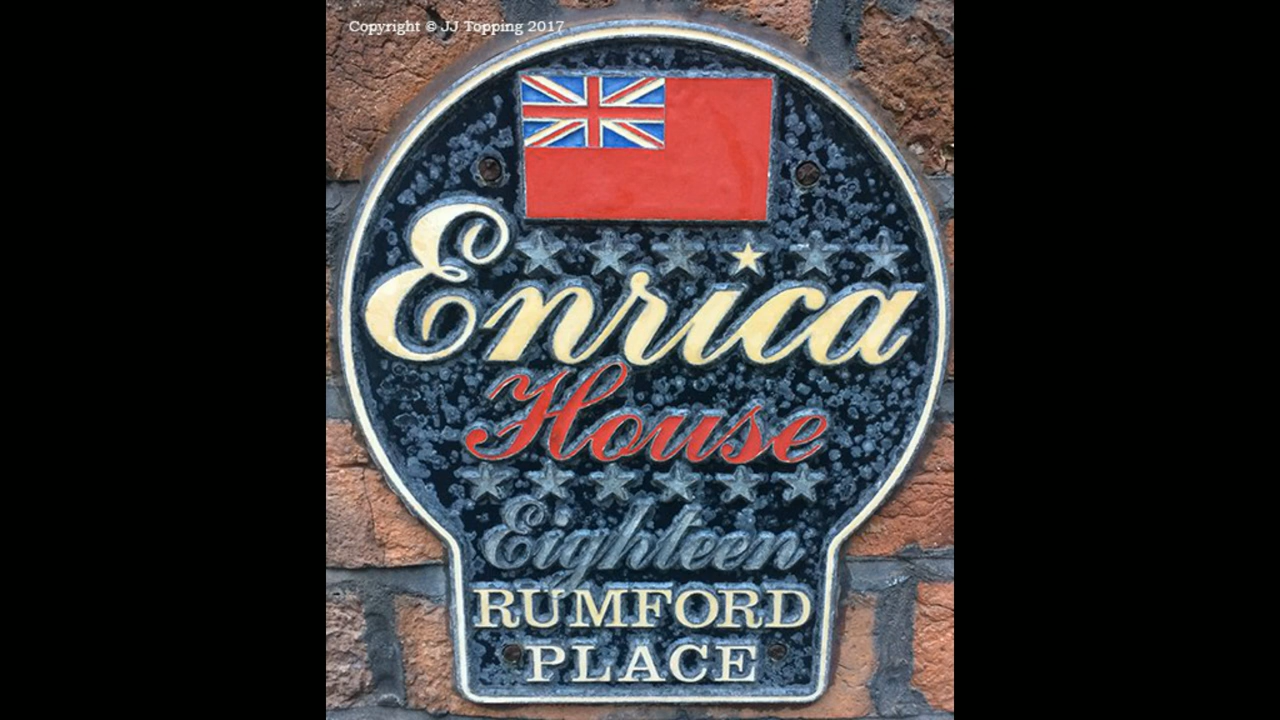 Copyright © JJ Topping 2017
Enrica
House
Eighteen
RUMFORD
PLACE